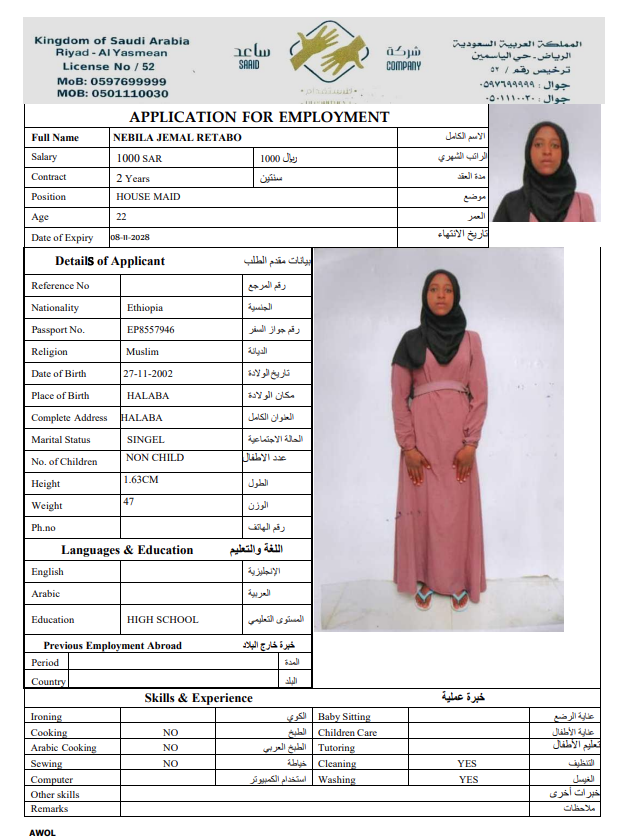 Kingdom of Saudi Arabia
Riyad - Al Yasmean
License No / 52
MoB: 0597699999
MOB: 0501110030
ساعد
SAAID
شركة
COMPANY
المملكة العربية السعودية
الرياض - حي الياسمين
ترخيص رقم / ٥٢
جوال : ٠٥٩٧٦٩٩٩٩٩
جوال : ٠٥٠١١١٠٠٣٠
APPLICATION FOR EMPLOYMENT
Full Name NEBILA JEMAL RETABO الاسم الكامل
Salary 1000 SAR 1000 ريال الراتب الشهري
Contract 2 Years سنتين مدة العقد
Position HOUSE MAID موضع
Age 22 العمر
Date of Expiry 08-II-2028 تاريخ الانتهاء
Details of Applicant بيانات مقدم الطلب
Reference No رقم المرجع
Nationality Ethiopia الجنسية
Passport No. EP8557946 رقم جواز السفر
Religion Muslim الديانة
Date of Birth 27-11-2002 تاريخ الولادة
Place of Birth HALABA مكان الولادة
Complete Address HALABA العنوان الكامل
Marital Status SINGEL الحالة الاجتماعية
No. of Children NON CHILD عدد الاطفال
Height 1.63CM الطول
Weight 47 الوزن
Ph.no رقم الهاتف
Languages & Education اللغة والتعليم
English الإنجليزية
Arabic العربية
Education HIGH SCHOOL المستوى التعليمي
Previous Employment Abroad خبرة خارج البلاد
Period المدة
Country البلد
Skills & Experience خبرة عملية
Ironing الكوي Baby Sitting عناية الرضع
Cooking NO الطبخ Children Care عناية الأطفال
Arabic Cooking NO الطبخ العربي Tutoring تعليم الأطفال
Sewing NO خياطة Cleaning YES التنظيف
Computer استخدام الكمبيوتر Washing YES الغسيل
Other skills خبرات أخرى
Remarks ملاحظات
AWOL